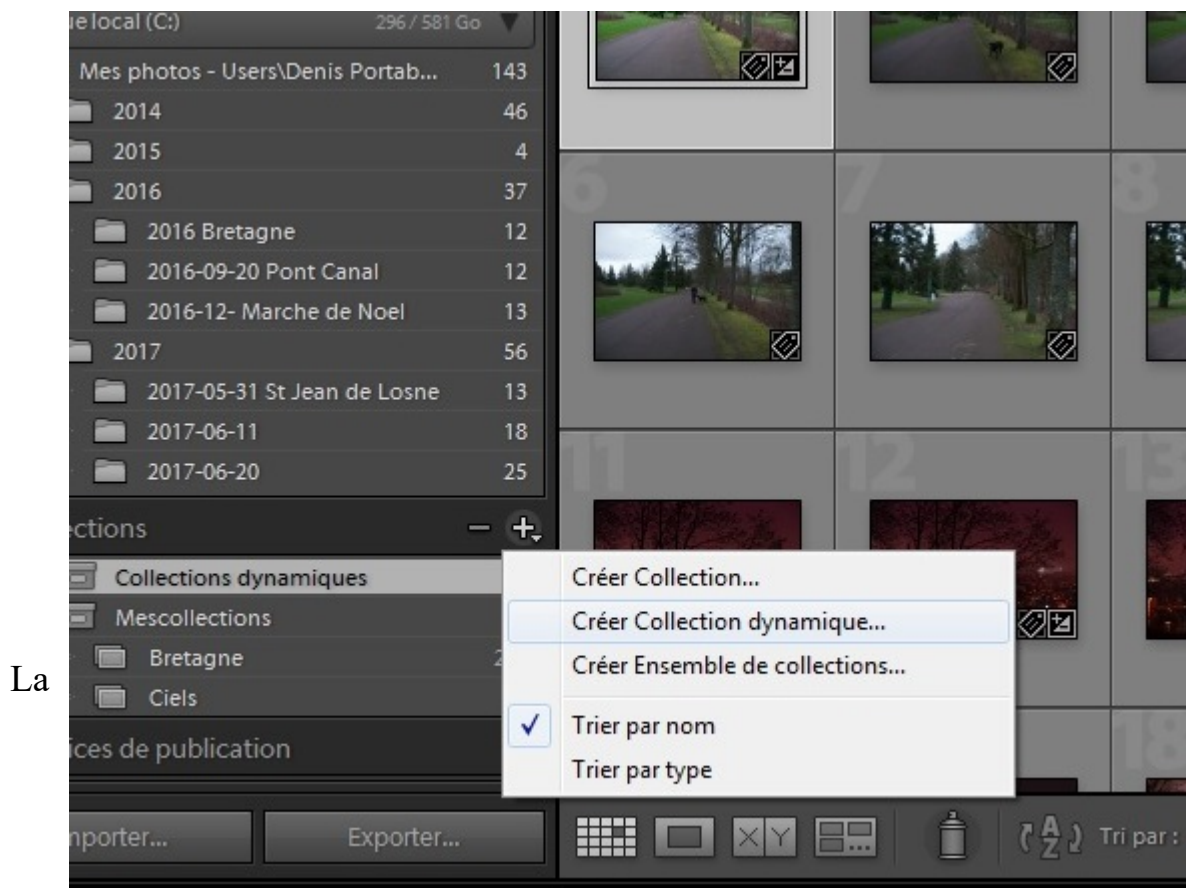 ue local (C:) 296 / 581 Go
Mes photos - Users\Denis Portab... 143
2014 46
2015 4
2016 37
2016 Bretagne 12
2016-09-20 Pont Canal 12
2016-12- Marche de Noel 13
2017 56
2017-05-31 St Jean de Losne 13
2017-06-11 18
2017-06-20 25
6 7 8
11 12 13
18
ections
Collections dynamiques
Mescollections
Bretagne 2
Ciels
La
ices de publication
Créer Collection...
Créer Collection dynamique...
Créer Ensemble de collections...
Trier par nom
Trier par type
mporter... Exporter...
X Y
A Z Tri par :